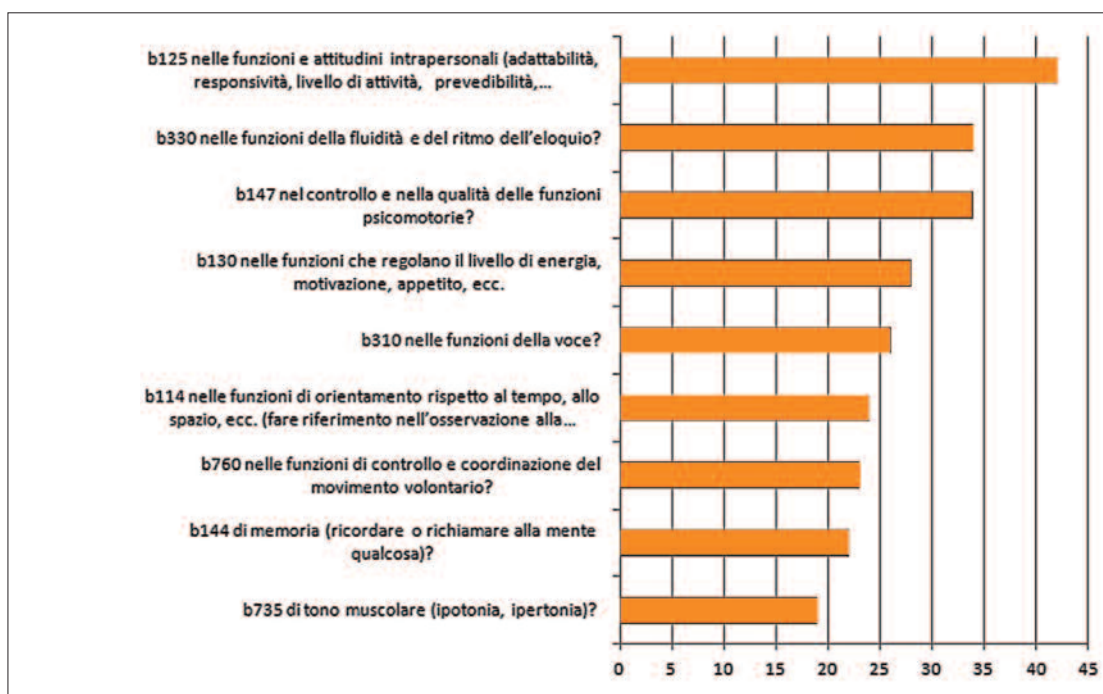 b125 nelle funzioni e attitudini intrapersonali (adattabilità,
responsività, livello di attività, prevedibilità,...
b330 nelle funzioni della fluidità e del ritmo dell'eloquio?
b147 nel controllo e nella qualità delle funzioni
psicomotorie?
b130 nelle funzioni che regolano il livello di energia,
motivazione, appetito, ecc.
b310 nelle funzioni della voce?
b114 nelle funzioni di orientamento rispetto al tempo, allo
spazio, ecc. (fare riferimento nell'osservazione alla...
b760 nelle funzioni di controllo e coordinazione del
movimento volontario?
b144 di memoria (ricordare o richiamare alla mente
qualcosa)?
b735 di tono muscolare (ipotonia, ipertonia)?
0 5 10 15 20 25 30 35 40 45